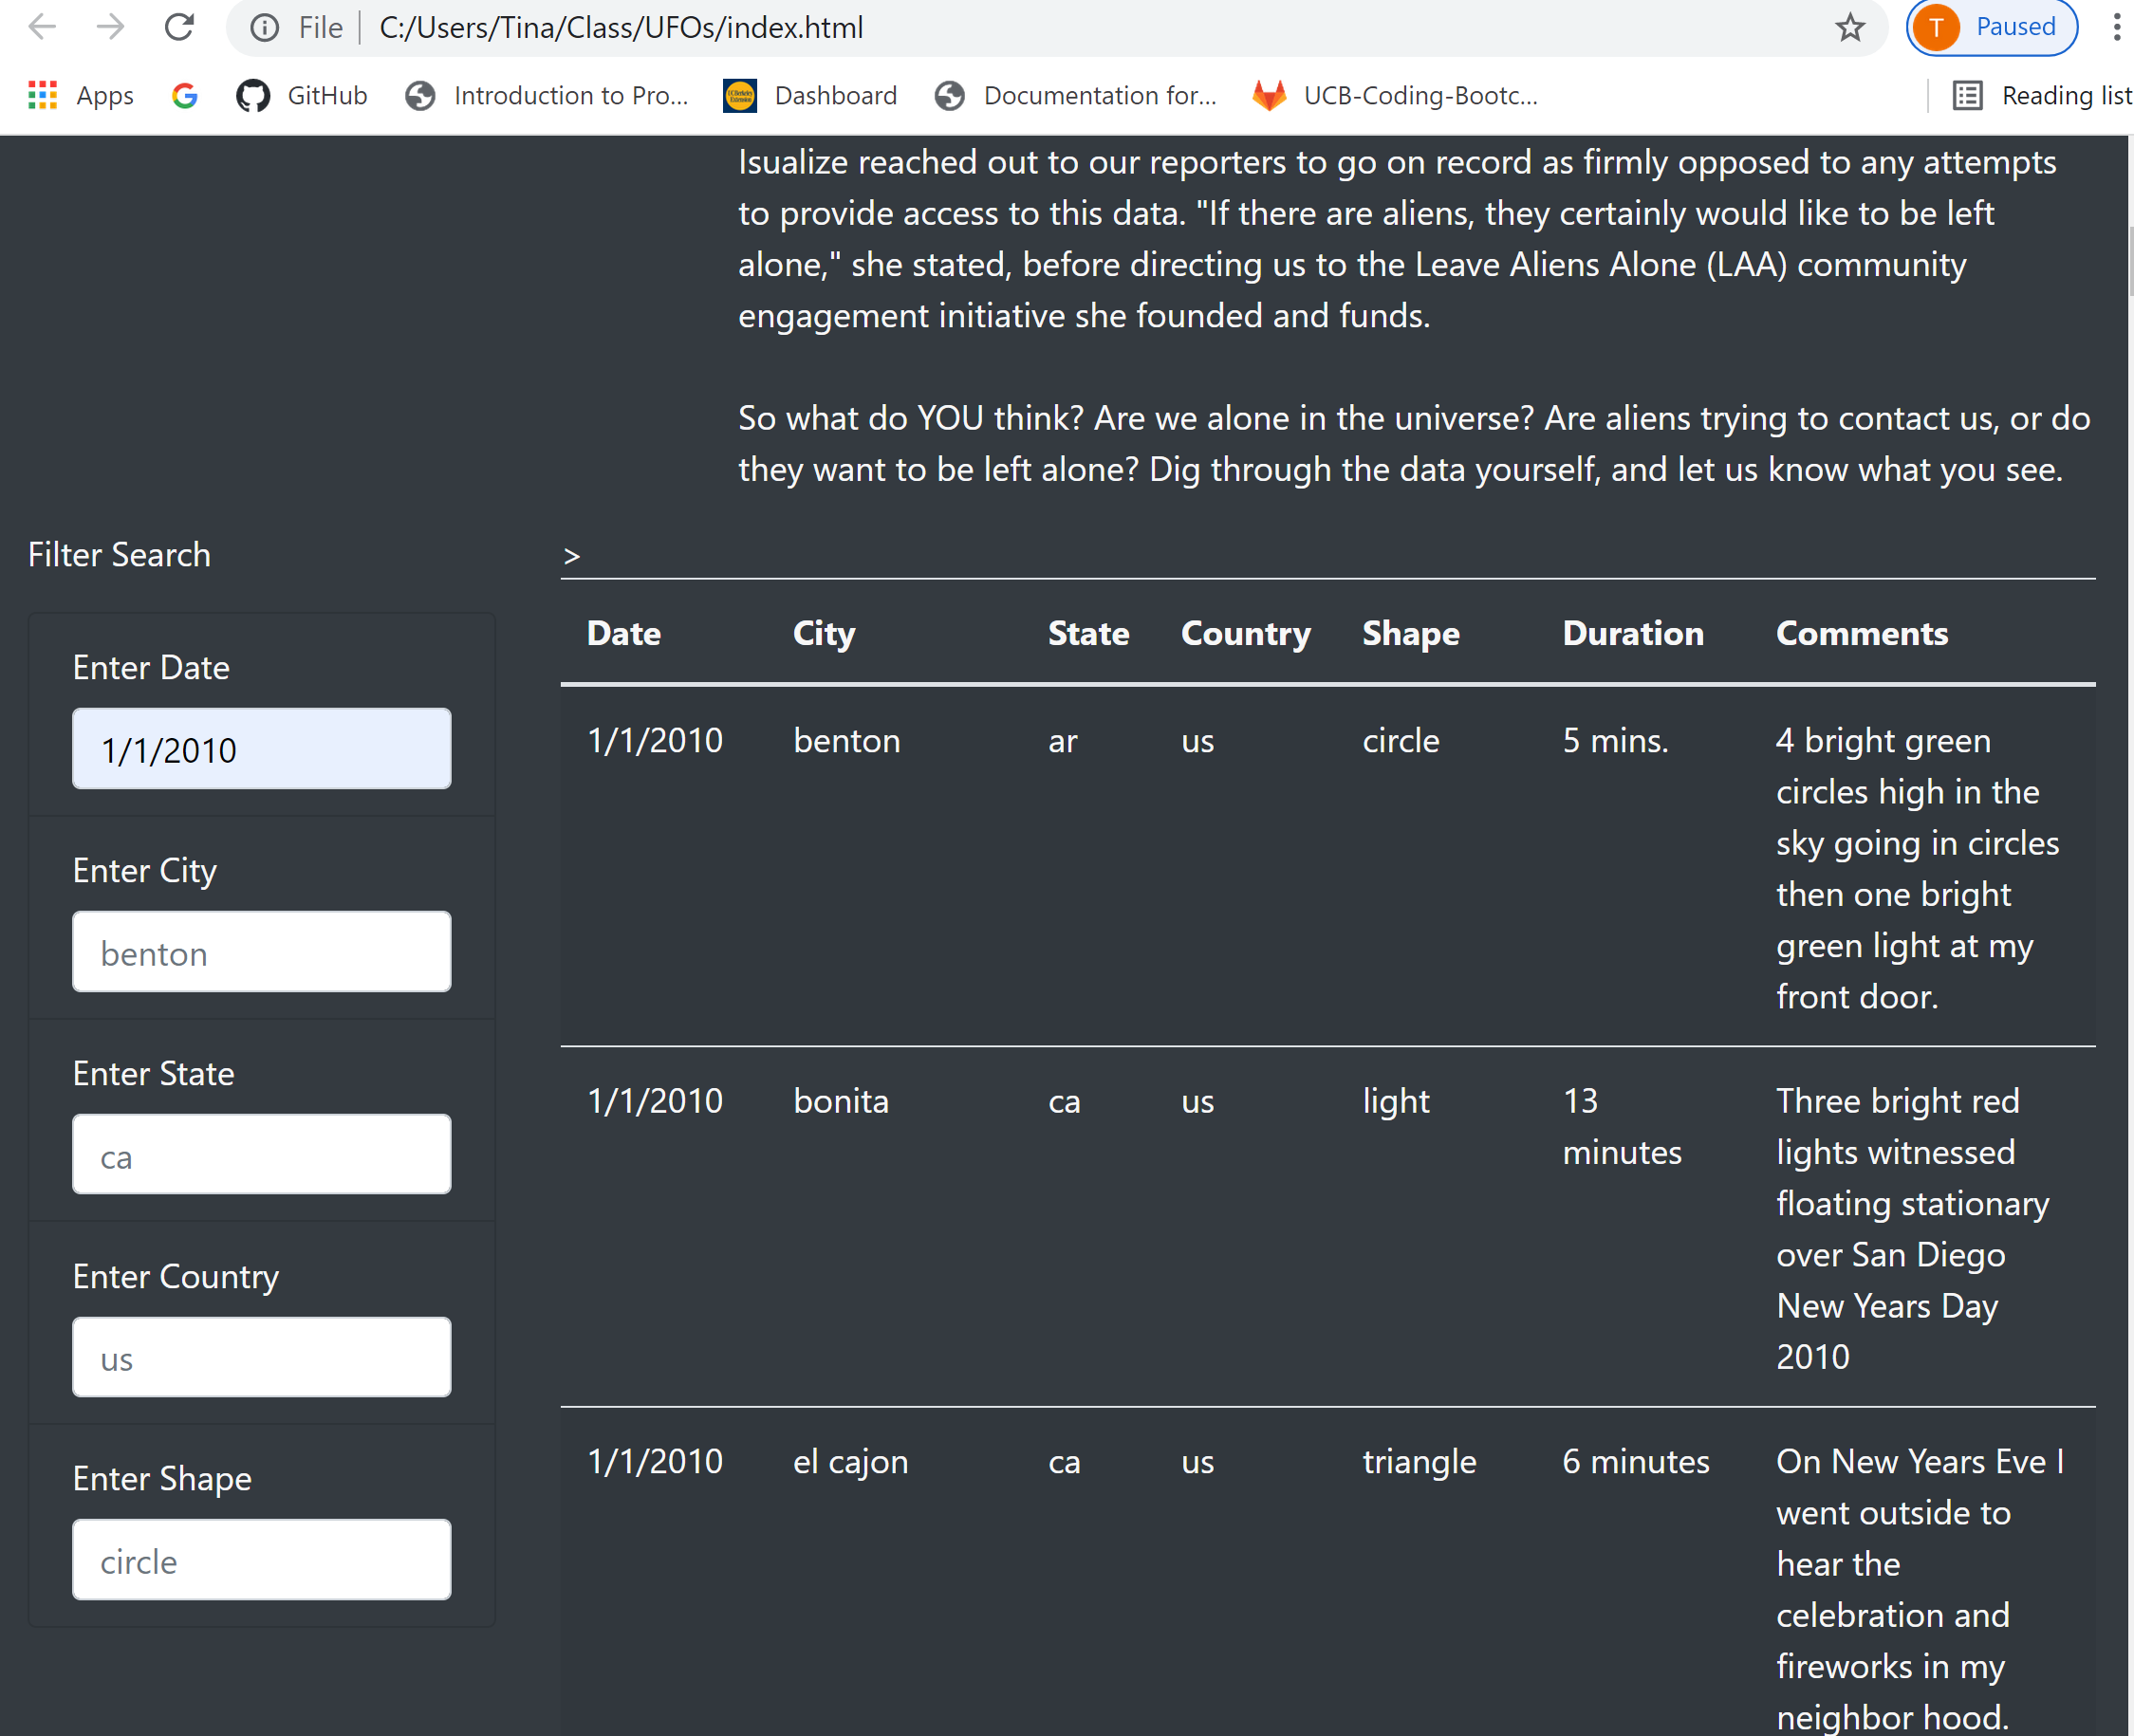 File C:/Users/Tina/Class/UFOs/index.html
T Paused
Apps
GitHub
Introduction to Pro...
Dashboard
Documentation for...
UCB-Coding-Bootc...
Reading list
Isualize reached out to our reporters to go on record as firmly opposed to any attempts
to provide access to this data. "If there are aliens, they certainly would like to be left
alone," she stated, before directing us to the Leave Aliens Alone (LAA) community
engagement initiative she founded and funds.
So what do YOU think? Are we alone in the universe? Are aliens trying to contact us, or do
they want to be left alone? Dig through the data yourself, and let us know what you see.
Filter Search
Enter Date
1/1/2010
Enter City
benton
Enter State
ca
Enter Country
us
Enter Shape
circle
>
Date City State Country Shape Duration Comments
1/1/2010 benton ar us circle 5 mins. 4 bright green
circles high in the
sky going in circles
then one bright
green light at my
front door.
1/1/2010 bonita ca us light 13 Three bright red
minutes lights witnessed
floating stationary
over San Diego
New Years Day
2010
1/1/2010 el cajon ca us triangle 6 minutes On New Years Eve I
went outside to
hear the
celebration and
fireworks in my
neighbor hood.